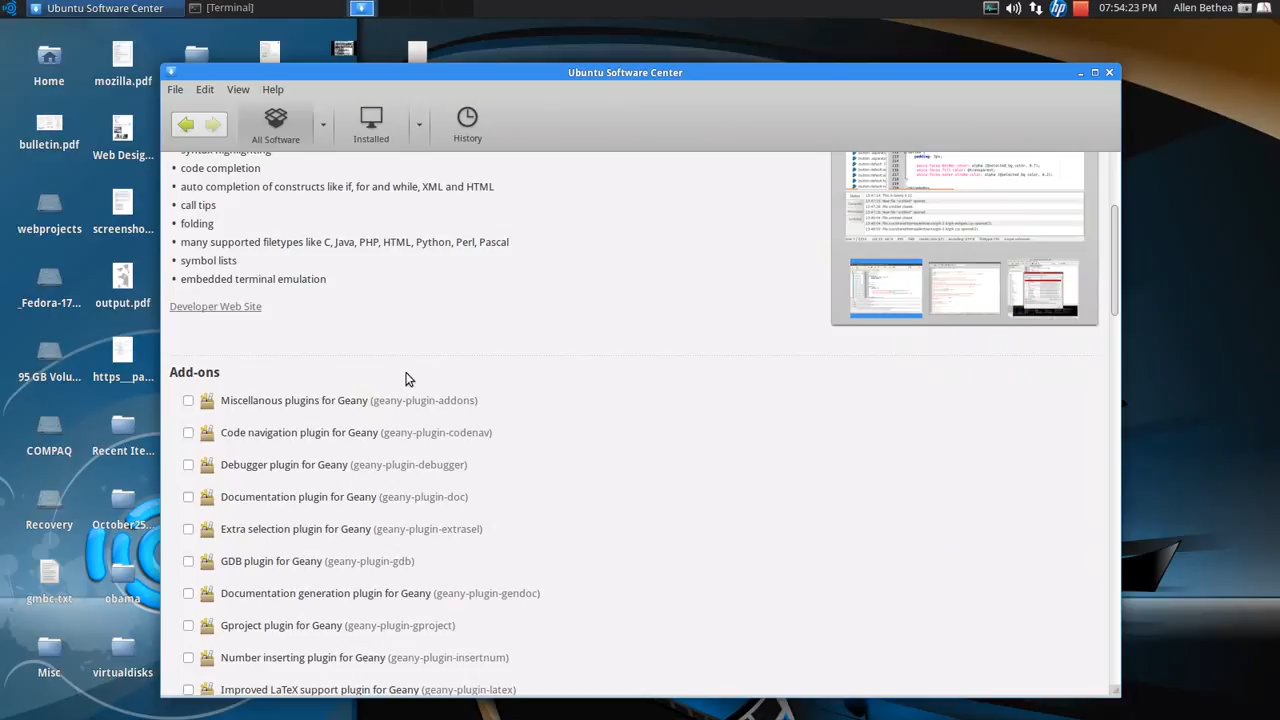 Ubuntu Software Center
[Terminal]
07:54:23 PM
Allen Bethea
Home
mozilla.pdf
bulletin.pdf
Web Desig...
webprojects
screensho...
_Fedora-17...
output.pdf
95 GB Volu...
https__pa...
COMPAQ
Recent Ite...
Recovery
October25...
gmbc-txt
obama
Misc
virtualdisks
Ubuntu Software Center
File Edit View Help
All Software
Installed
History
• syntax highlighting
• code completion
completion of constructs like if, for and while, XML and HTML
• call tips
• folding
• many supported filetypes like C, Java, PHP, HTML, Python, Perl, Pascal
• symbol lists
• embedded terminal emulation
Developer Web Site
Add-ons
Miscellanous plugins for Geany (geany-plugin-addons)
Code navigation plugin for Geany (geany-plugin-codenav)
Debugger plugin for Geany (geany-plugin-debugger)
Documentation plugin for Geany (geany-plugin-doc)
Extra selection plugin for Geany (geany-plugin-extrasel)
GDB plugin for Geany (geany-plugin-gdb)
Documentation generation plugin for Geany (geany-plugin-gendoc)
Gproject plugin for Geany (geany-plugin-gproject)
Number inserting plugin for Geany (geany-plugin-insertnum)
Improved LaTeX support plugin for Geany (geany-plugin-latex)